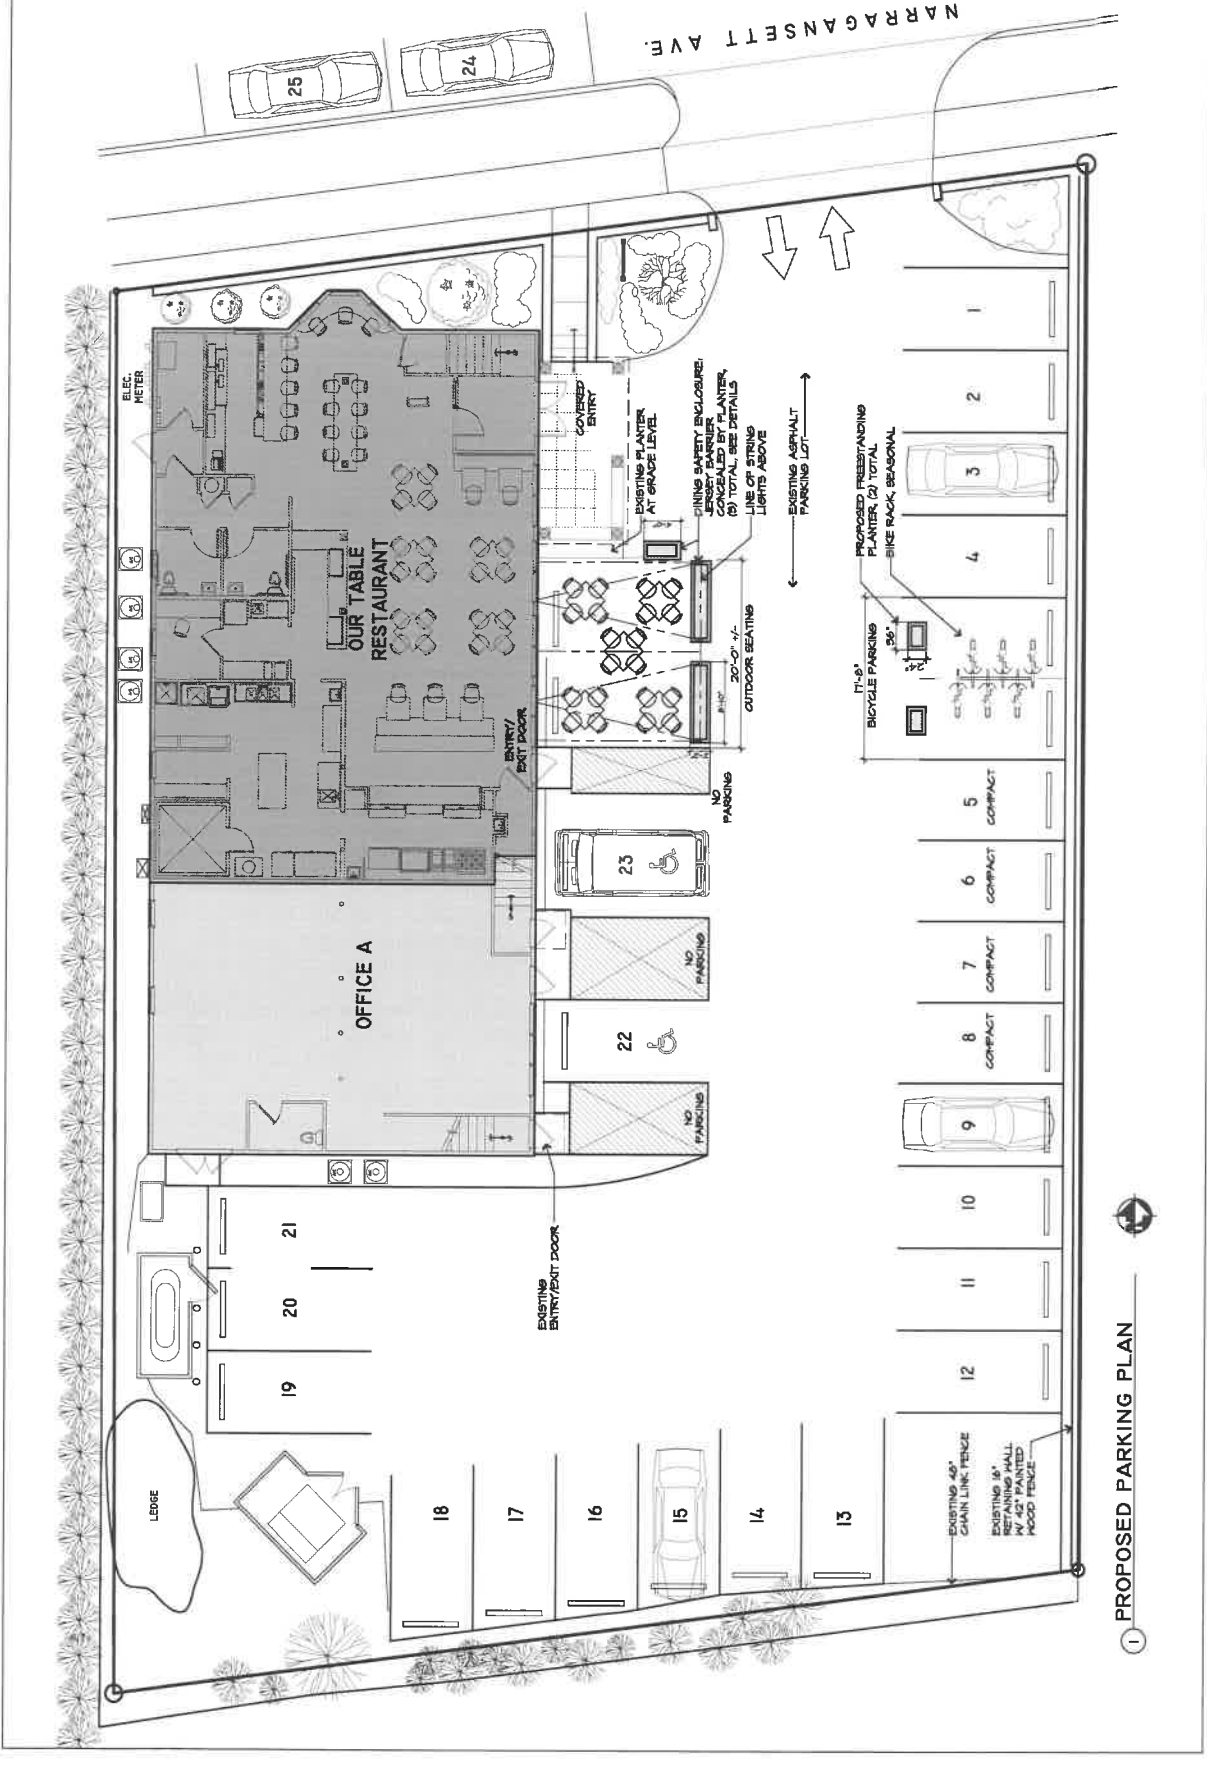 NARRAGANSETT AVE.
25
24
ELEC.
METER
COVERED
ENTRY
EXISTING PLANTER
AT GRADE LEVEL
DINING SAFETY ENCLOSURE:
JERSEY BARRIER
CONCEALED BY PLANTER,
(3) TOTAL, SEE DETAILS
LINE OF STRING
LIGHTS ABOVE
EXISTING ASPHALT
PARKING LOT
PROPOSED FREESTANDING
PLANTER, (2) TOTAL
BIKE RACK, SEASONAL
OUR TABLE
RESTAURANT
ENTRY/
EXIT DOOR
20'-0" +/-
OUTDOOR SEATING
17'-8"
BICYCLE PARKING
36"
1
2
3
4
5
COMPACT
6
COMPACT
7
COMPACT
8
COMPACT
9
10
11
12
NO
PARKING
23
NO
PARKING
22
NO
PARKING
OFFICE A
EXISTING
ENTRY/EXIT DOOR
21
20
19
LEDGE
18
17
16
15
14
13
EXISTING 48"
CHAIN LINK FENCE
EXISTING 18"
RETAINING WALL
W/ 42" PAINTED
WOOD FENCE
1
PROPOSED PARKING PLAN